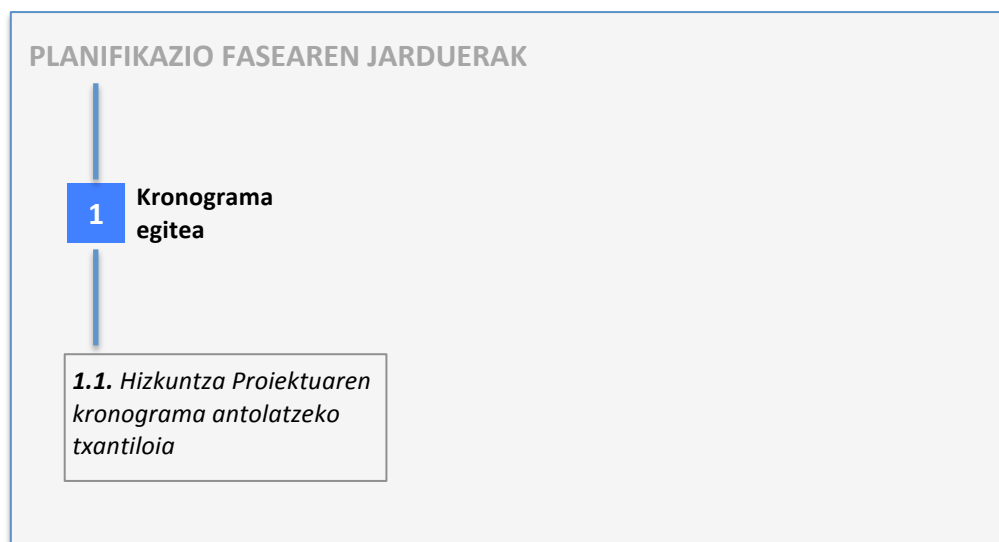 PLANIFIKAZIO FASEAREN JARDUERAK
1
Kronograma
egitea
1.1. Hizkuntza Proiektuaren
kronograma antolatzeko
txantiloia